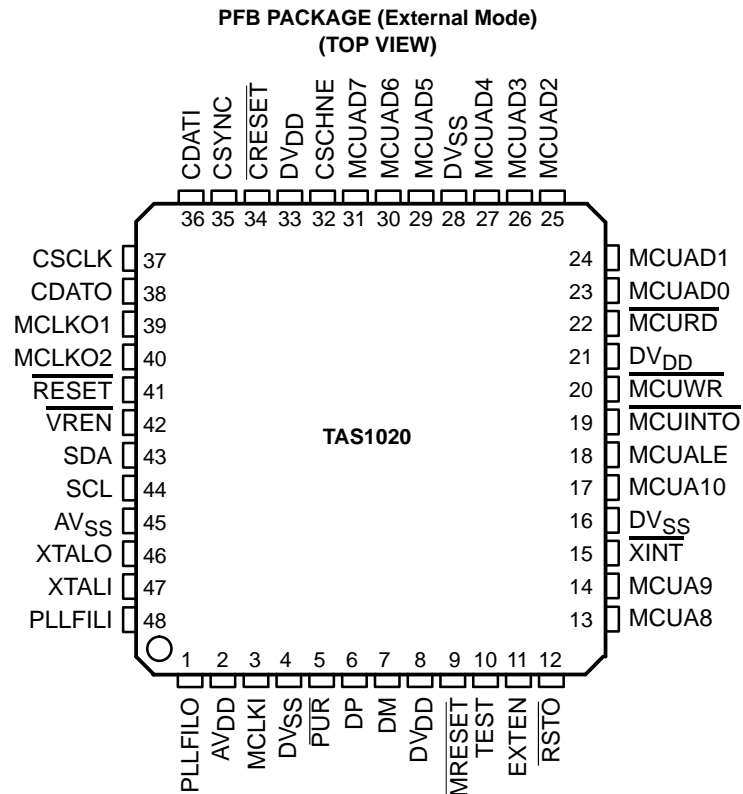 PFB PACKAGE (External Mode)
(TOP VIEW)
CDATI
CSYNC
CRESET
DVDD
CSCHNE
MCUAD7
MCUAD6
MCUAD5
DVSS
MCUAD4
MCUAD3
MCUAD2
36 35 34 33 32 31 30 29 28 27 26 25
CSCLK 37
CDATO 38
MCLKO1 39
MCLKO2 40
RESET 41
VREN 42
SDA 43
SCL 44
AVSS 45
XTALO 46
XTALI 47
PLLFILI 48
TAS1020
24 MCUAD1
23 MCUAD0
22 MCURD
21 DVDD
20 MCUWR
19 MCUINTO
18 MCUALE
17 MCUA10
16 DVSS
15 XINT
14 MCUA9
13 MCUA8
1 2 3 4 5 6 7 8 9 10 11 12
PLLFILO
AVDD
MCLKI
DVSS
PUR
DP
DM
DVDD
MRESET
TEST
EXTEN
RSTO